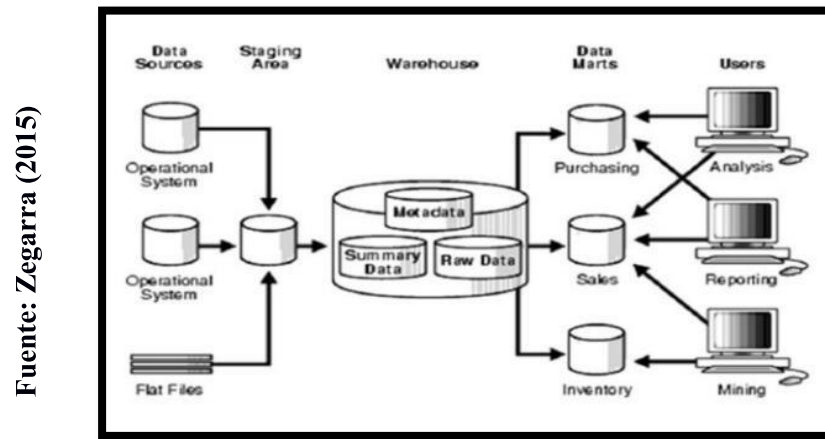 Fuente: Zegarra (2015)
Data
Sources
Staging
Area
Warehouse
Data
Marts
Users
Operational
System
Purchasing
Analysis
Metadata
Operational
System
Summary
Data
Raw Data
Sales
Reporting
Flat Files
Inventory
Mining